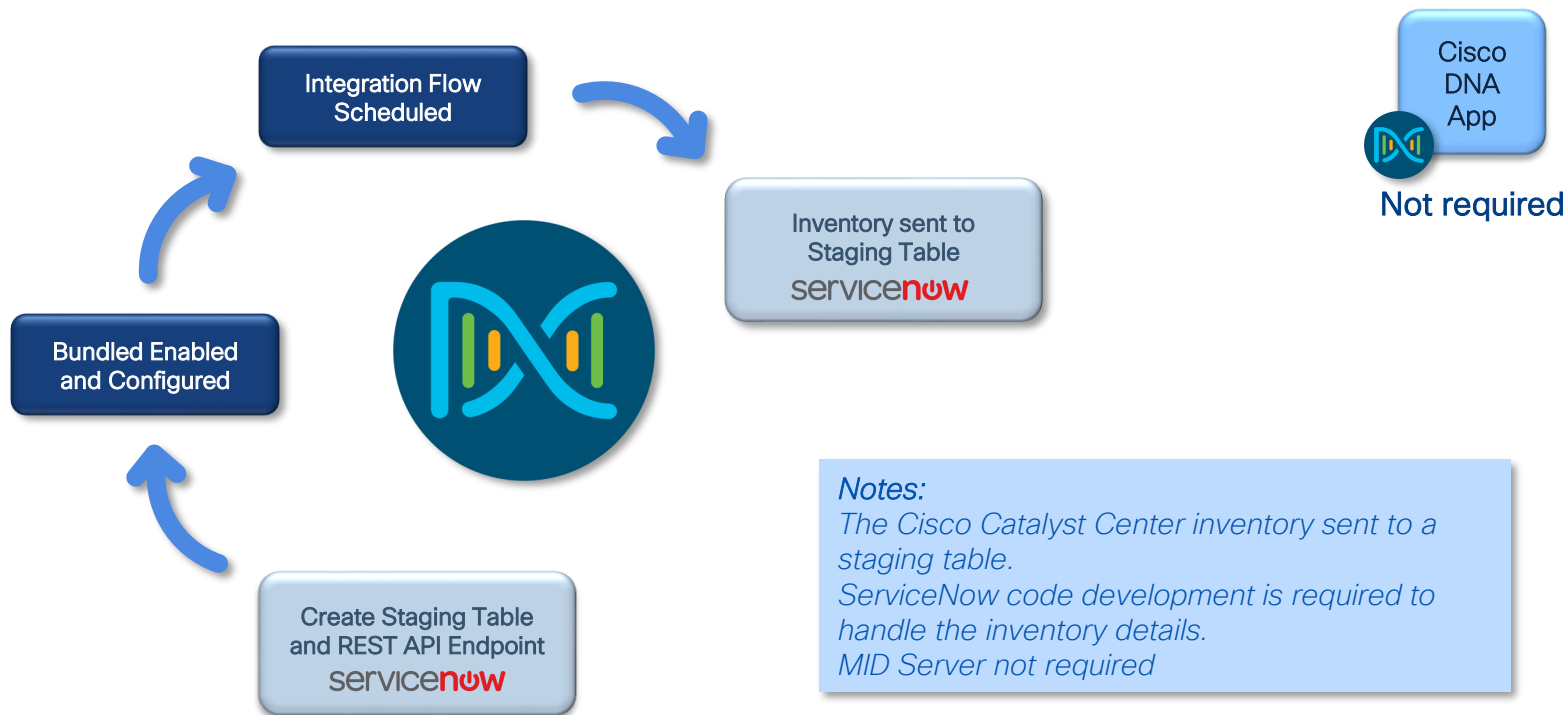 Integration Flow
Scheduled
Cisco
DNA
App
Not required
Inventory sent to
Staging Table
servicenow
Bundled Enabled
and Configured
Notes:
The Cisco Catalyst Center inventory sent to a
staging table.
ServiceNow code development is required to
handle the inventory details.
MID Server not required
Create Staging Table
and REST API Endpoint
servicenow